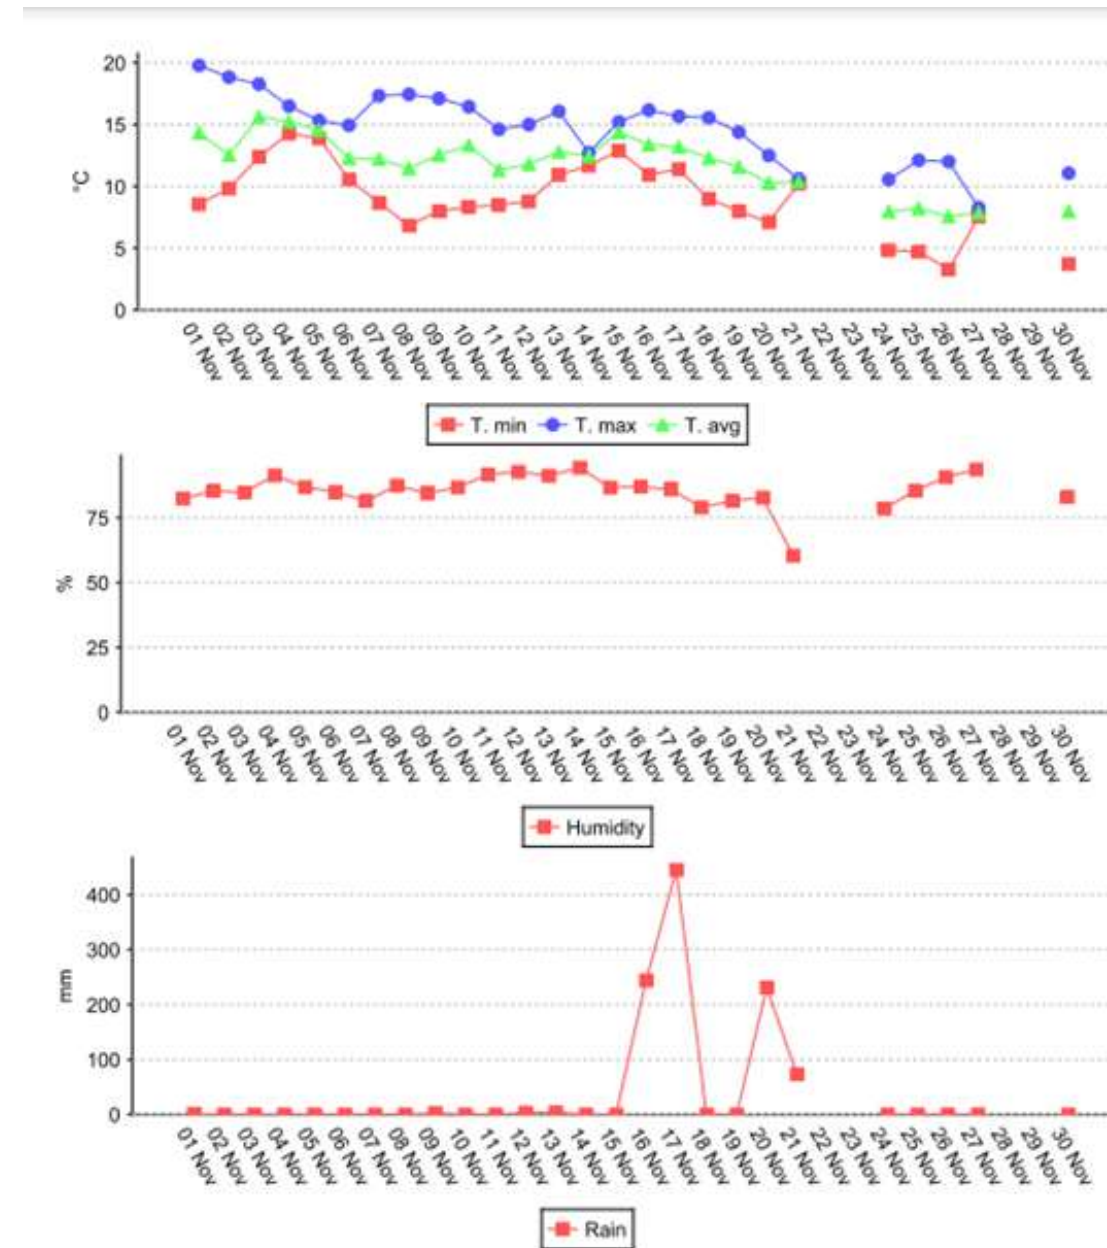 20
15
10
5
0
°C
01 Nov
02 Nov
03 Nov
04 Nov
05 Nov
06 Nov
07 Nov
08 Nov
09 Nov
10 Nov
11 Nov
12 Nov
13 Nov
14 Nov
15 Nov
16 Nov
17 Nov
18 Nov
19 Nov
20 Nov
21 Nov
22 Nov
23 Nov
24 Nov
25 Nov
26 Nov
27 Nov
28 Nov
29 Nov
30 Nov
T. min T. max T. avg
75
50
25
0
%
01 Nov
02 Nov
03 Nov
04 Nov
05 Nov
06 Nov
07 Nov
08 Nov
09 Nov
10 Nov
11 Nov
12 Nov
13 Nov
14 Nov
15 Nov
16 Nov
17 Nov
18 Nov
19 Nov
20 Nov
21 Nov
22 Nov
23 Nov
24 Nov
25 Nov
26 Nov
27 Nov
28 Nov
29 Nov
30 Nov
Humidity
400
300
200
100
0
mm
01 Nov
02 Nov
03 Nov
04 Nov
05 Nov
06 Nov
07 Nov
08 Nov
09 Nov
10 Nov
11 Nov
12 Nov
13 Nov
14 Nov
15 Nov
16 Nov
17 Nov
18 Nov
19 Nov
20 Nov
21 Nov
22 Nov
23 Nov
24 Nov
25 Nov
26 Nov
27 Nov
28 Nov
29 Nov
30 Nov
Rain